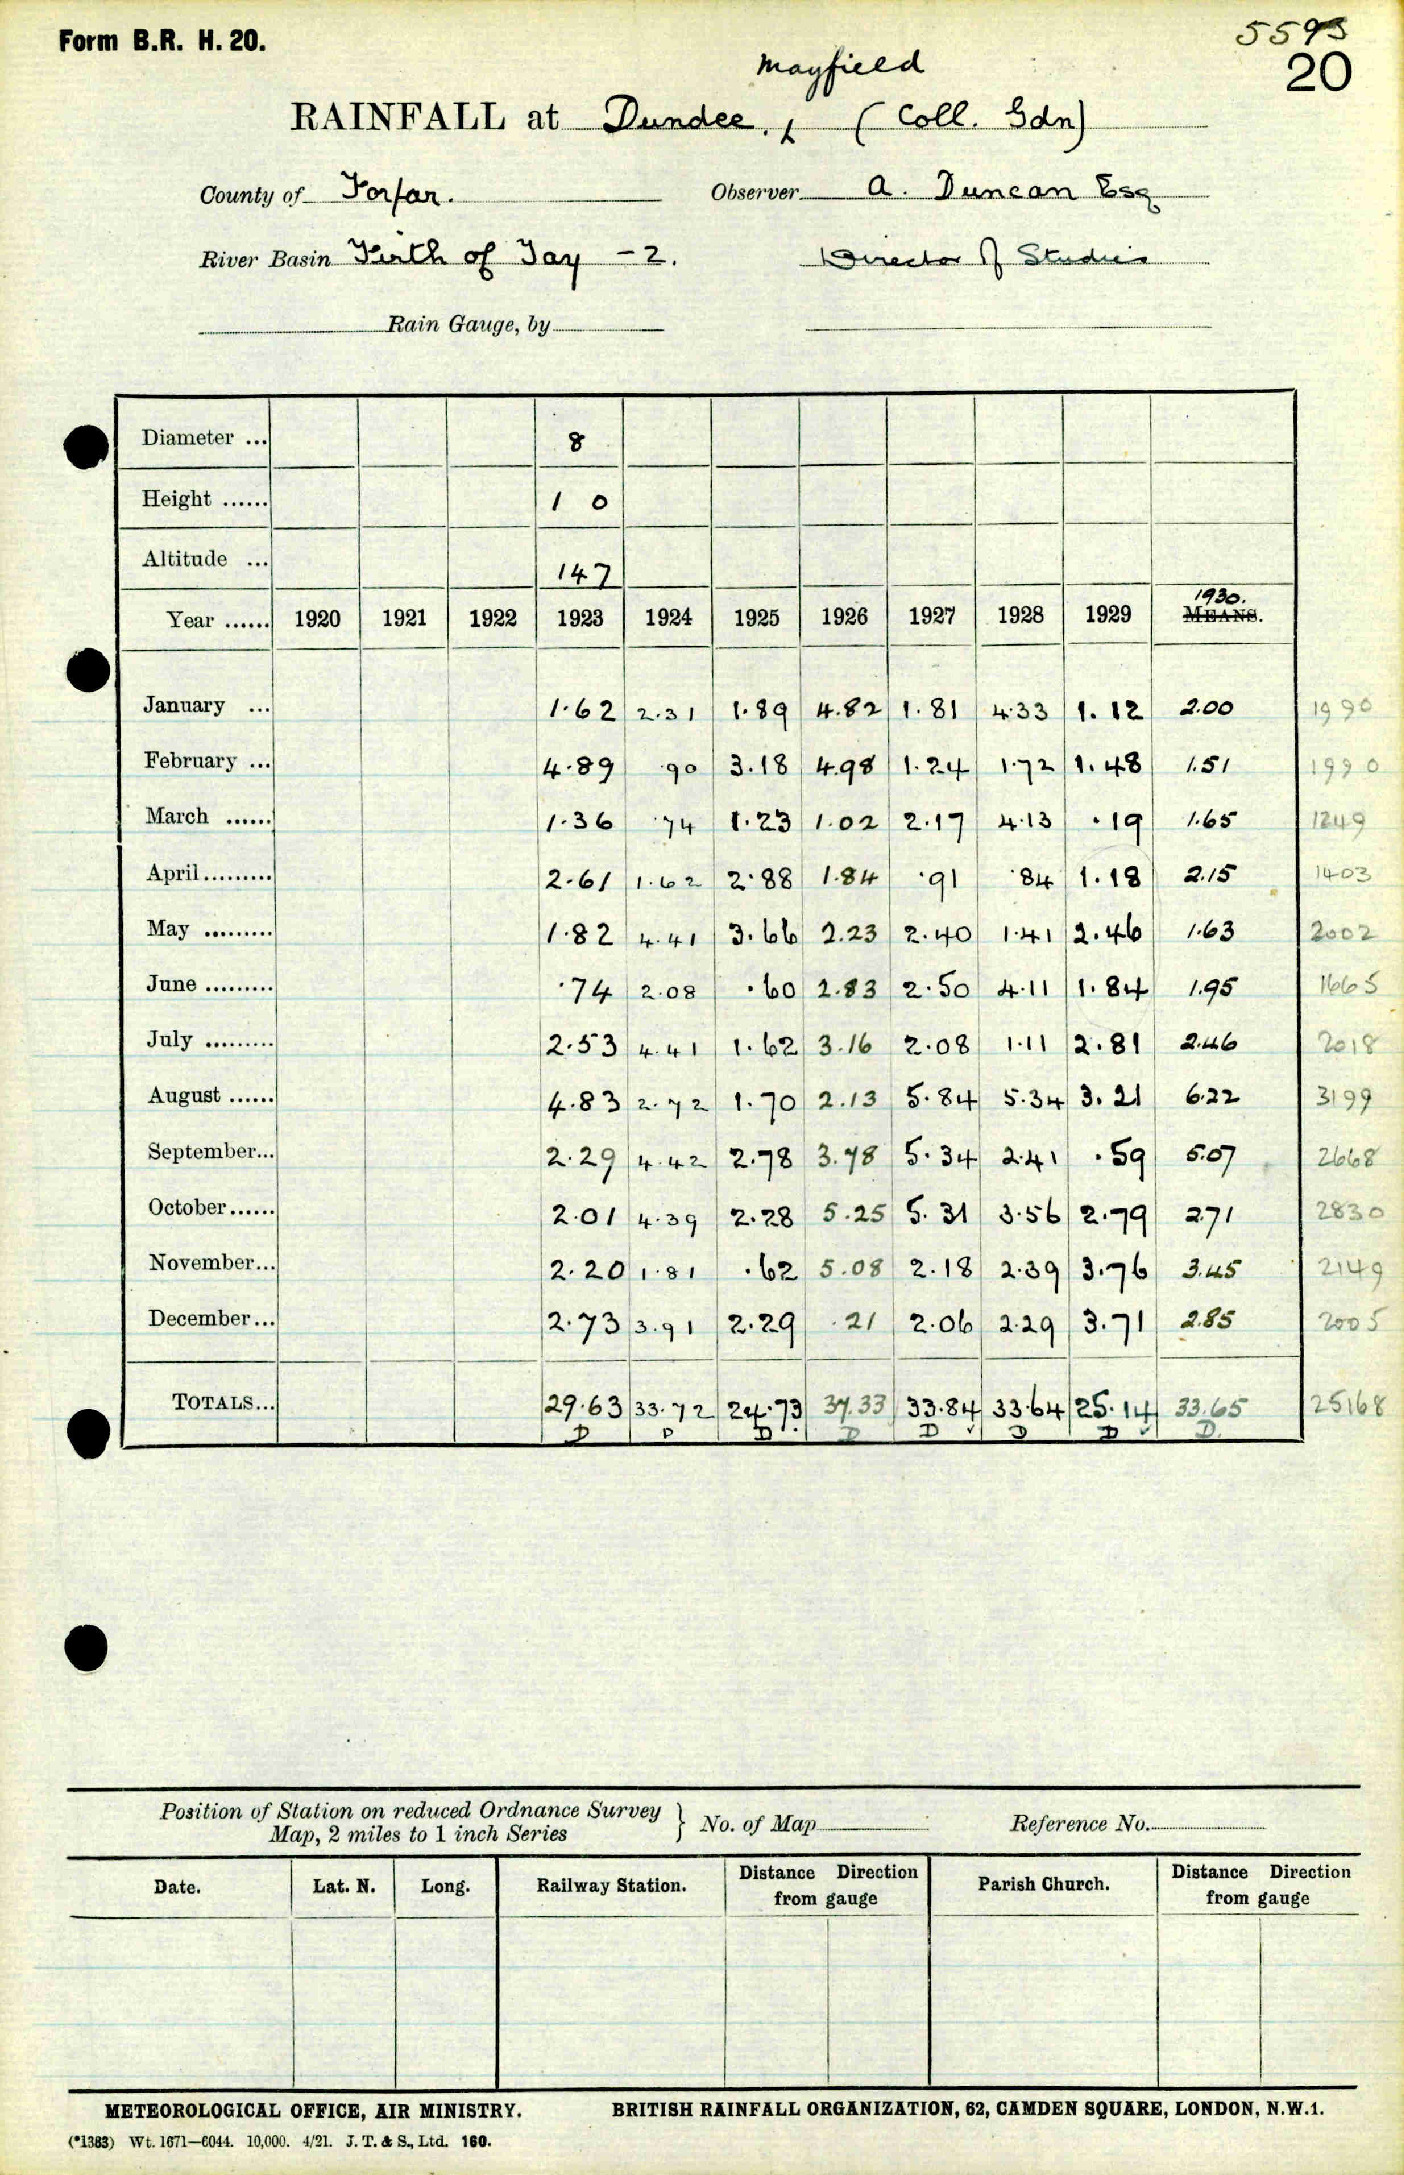 Form B.R. H. 20.
5593
20
Mayfield
RAINFALL at Dundee. (Coll. Gdn)
County of Forfar. Observer A. Duncan Esq
River Basin Firth of Tay - 2. Director of Studies
Rain Gauge, by
Diameter ... 8
Height ...... 1 0
Altitude ... 147
1930.
Year ...... 1920 1921 1922 1923 1924 1925 1926 1927 1928 1929 MEANS.
January ... 1.62 2.31 1.89 4.82 1.81 4.33 1.12 2.00 1990
February ... 4.89 .90 3.18 4.98 1.24 1.72 1.48 1.51 1990
March ...... 1.36 .74 1.23 1.02 2.17 4.13 .19 1.65 1249
April......... 2.61 1.62 2.88 1.84 .91 .84 1.18 2.15 1403
May ......... 1.82 4.41 3.66 2.23 2.40 1.41 2.46 1.63 2002
June ......... .74 2.08 .60 2.83 2.50 4.11 1.84 1.95 1665
July ......... 2.53 4.41 1.62 3.16 2.08 1.11 2.81 2.46 2018
August ...... 4.83 2.72 1.70 2.13 5.84 5.34 3.21 6.22 3199
September... 2.29 4.42 2.78 3.78 5.34 2.41 .59 5.07 2668
October...... 2.01 4.39 2.28 5.25 5.31 3.56 2.79 2.71 2830
November... 2.20 1.81 .62 5.08 2.18 2.39 3.76 3.45 2149
December... 2.73 3.91 2.29 .21 2.06 2.29 3.71 2.85 2005
TOTALS... 29.63 33.72 24.73 37.33 33.84 33.64 25.14 33.65 25168
D D D D D ✓ D D ✓ D.
Position of Station on reduced Ordnance Survey
Map, 2 miles to 1 inch Series } No. of Map Reference No.
Date. Lat. N. Long. Railway Station. Distance Direction from gauge Parish Church. Distance Direction from gauge
METEOROLOGICAL OFFICE, AIR MINISTRY. BRITISH RAINFALL ORGANIZATION, 62, CAMDEN SQUARE, LONDON, N.W.1.
(*1383) Wt. 1671—6044. 10,000. 4/21. J. T. & S., Ltd. 160.